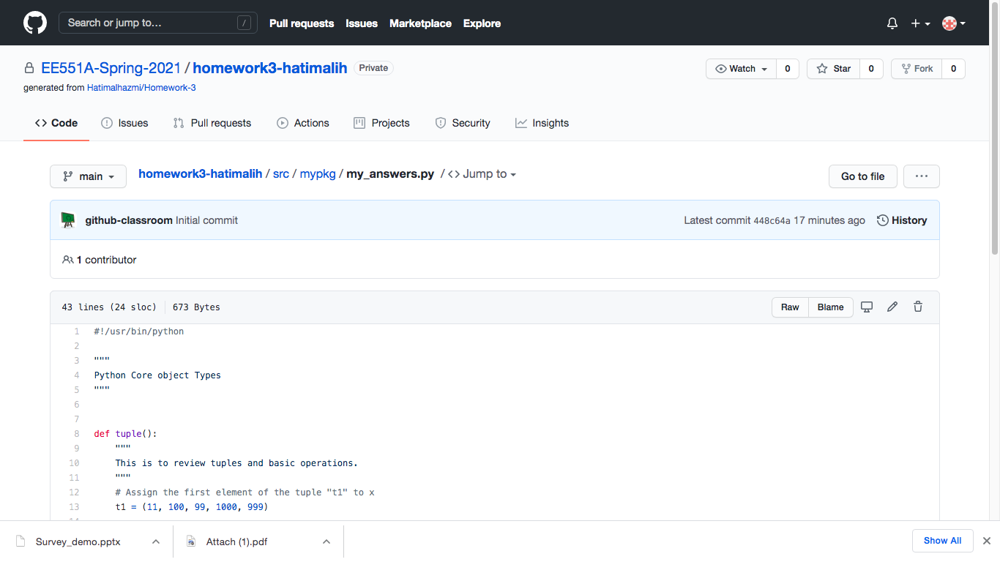 Search or jump to… /
Pull requests Issues Marketplace Explore
EE551A-Spring-2021 / homework3-hatimalih Private
Watch 0 Star 0 Fork 0
generated from Hatimalhazmi/Homework-3
Code Issues Pull requests Actions Projects Security Insights
main homework3-hatimalih / src / mypkg / my_answers.py / <> Jump to
Go to file ...
github-classroom Initial commit Latest commit 448c64a 17 minutes ago History
1 contributor
43 lines (24 sloc) 673 Bytes Raw Blame
1 #!/usr/bin/python
2
3 """
4 Python Core object Types
5 """
6
7
8 def tuple():
9 """
10 This is to review tuples and basic operations.
11 """
12 # Assign the first element of the tuple "t1" to x
13 t1 = (11, 100, 99, 1000, 999)
Survey_demo.pptx Attach (1).pdf Show All